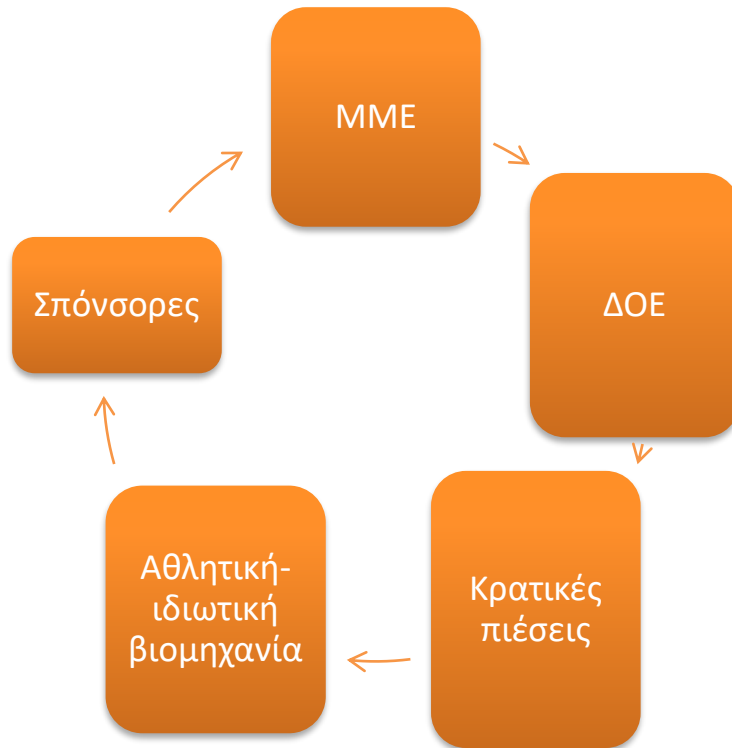 ΜΜΕ
ΔΟΕ
Κρατικές
πιέσεις
Αθλητική-
ιδιωτική
βιομηχανία
Σπόνσορες